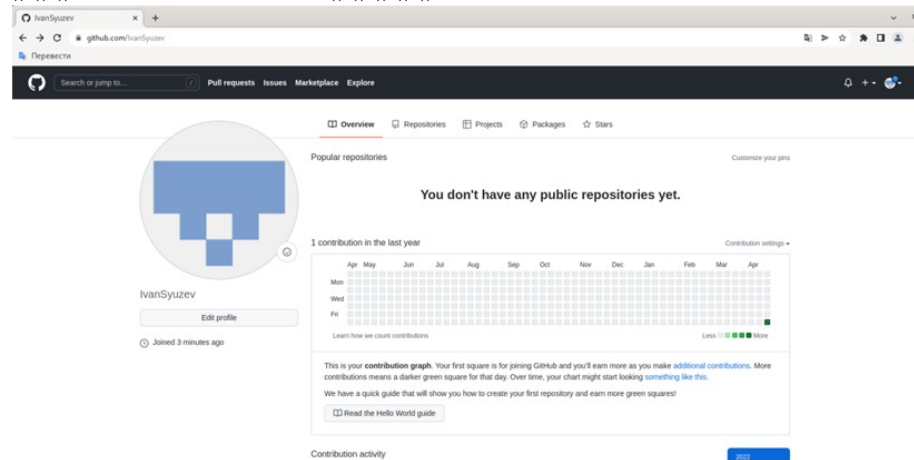 IvanSyuzev
github.com/IvanSyuzev
Перевести
Search or jump to... / Pull requests Issues Marketplace Explore
Overview Repositories Projects Packages Stars
Popular repositories Customize your pins
You don't have any public repositories yet.
1 contribution in the last year Contribution settings
Apr May Jun Jul Aug Sep Oct Nov Dec Jan Feb Mar Apr
Mon
Wed
Fri
Learn how we count contributions Less More
IvanSyuzev
Edit profile
Joined 3 minutes ago
This is your contribution graph. Your first square is for joining GitHub and you'll earn more as you make additional contributions. More
contributions means a darker green square for that day. Over time, your chart might start looking something like this.
We have a quick guide that will show you how to create your first repository and earn more green squares!
Read the Hello World guide
Contribution activity 2022